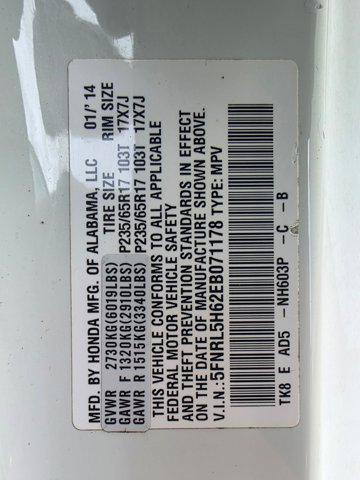 MFD. BY HONDA MFG. OF ALABAMA, LLC 01/'14
TIRE SIZE RIM SIZE
GVWR 2730KG(6019LBS)
GAWR F 1320KG(2910LBS) P235/65R17 103T 17X7J
GAWR R 1515KG(3340LBS) P235/65R17 103T 17X7J
THIS VEHICLE CONFORMS TO ALL APPLICABLE
FEDERAL MOTOR VEHICLE SAFETY
AND THEFT PREVENTION STANDARDS IN EFFECT
ON THE DATE OF MANUFACTURE SHOWN ABOVE.
V.I.N.:5FNRL5H62EB071178 TYPE: MPV
TK8 E AD5 -NH603P -C -B